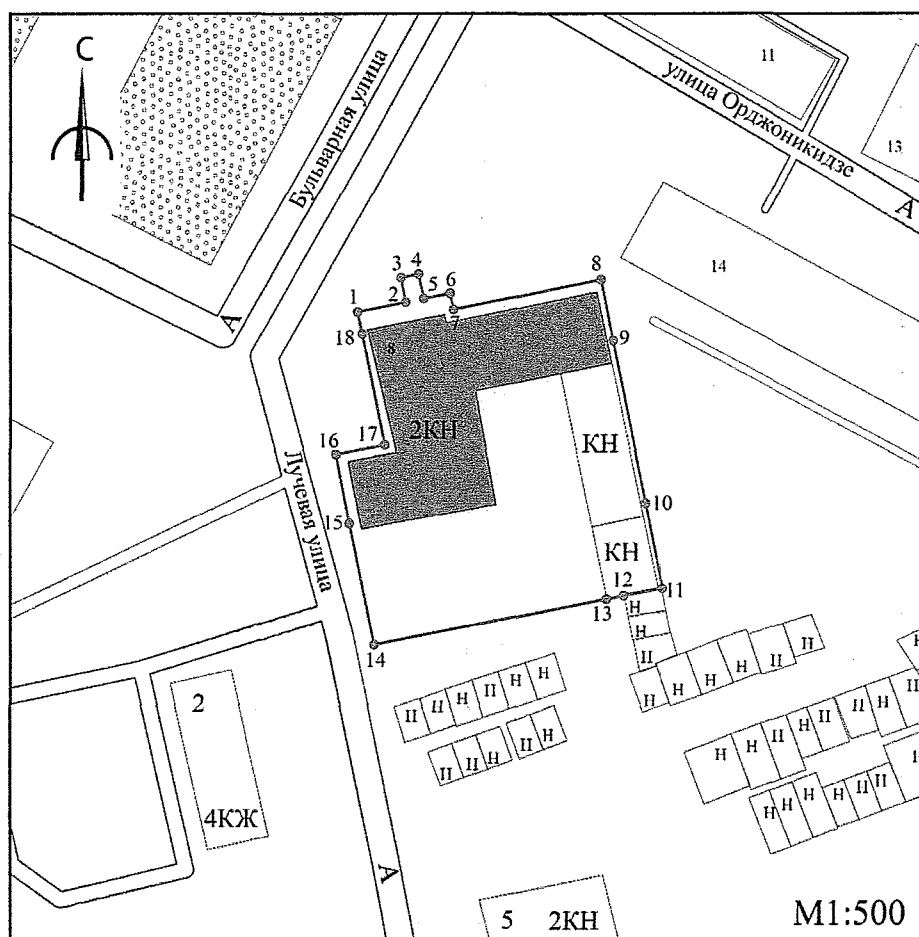 С
Бульварная улица
улица Орджоникидзе
11
13
А
14
А
3 4
5 6
1 2
7
8
18
8
9
2КН
16 17
КН
15
10
Лучевая улица
КН
12
11
13
Н
Н
П
14
П
П
Н
П
Н
Н
П
П
Н
П
Н
Н
Н
Н
Н
П
П
Н
Н
П
Н
П
П
Н
П
Н
Н
Н
Н
П
П
2
4КЖ
А
5 2КН
М1:500